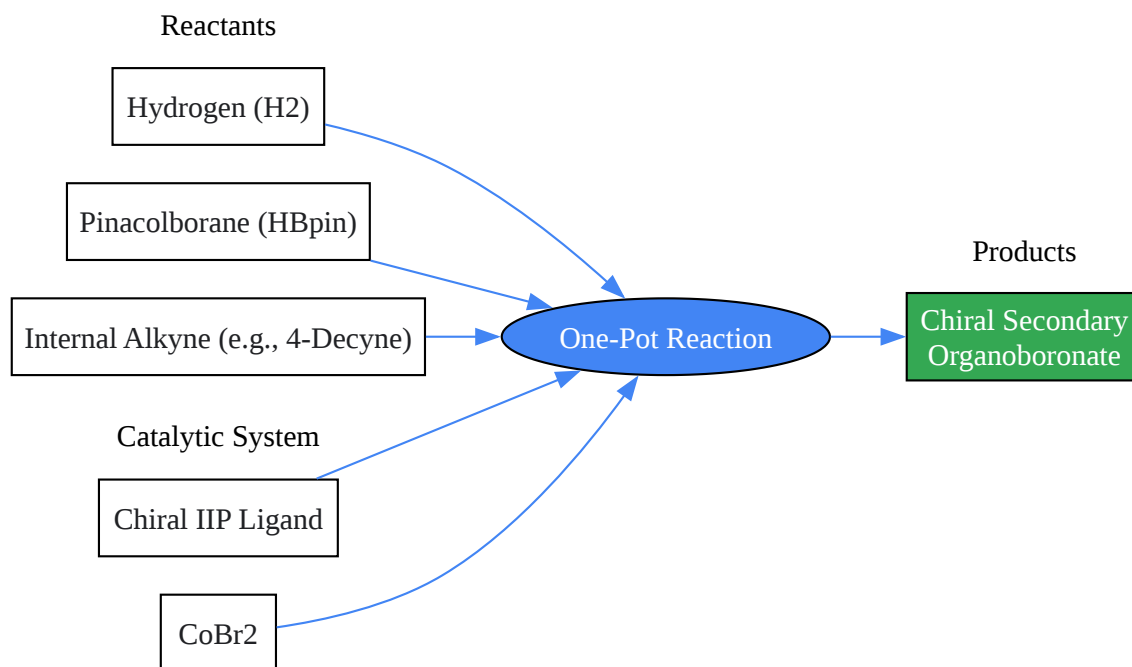 Reactants
Hydrogen (H2)
Pinacolborane (HBpin)
Internal Alkyne (e.g., 4-Decyne)
Catalytic System
Chiral IIP Ligand
CoBr2
One-Pot Reaction
Products
Chiral Secondary
Organoboronate